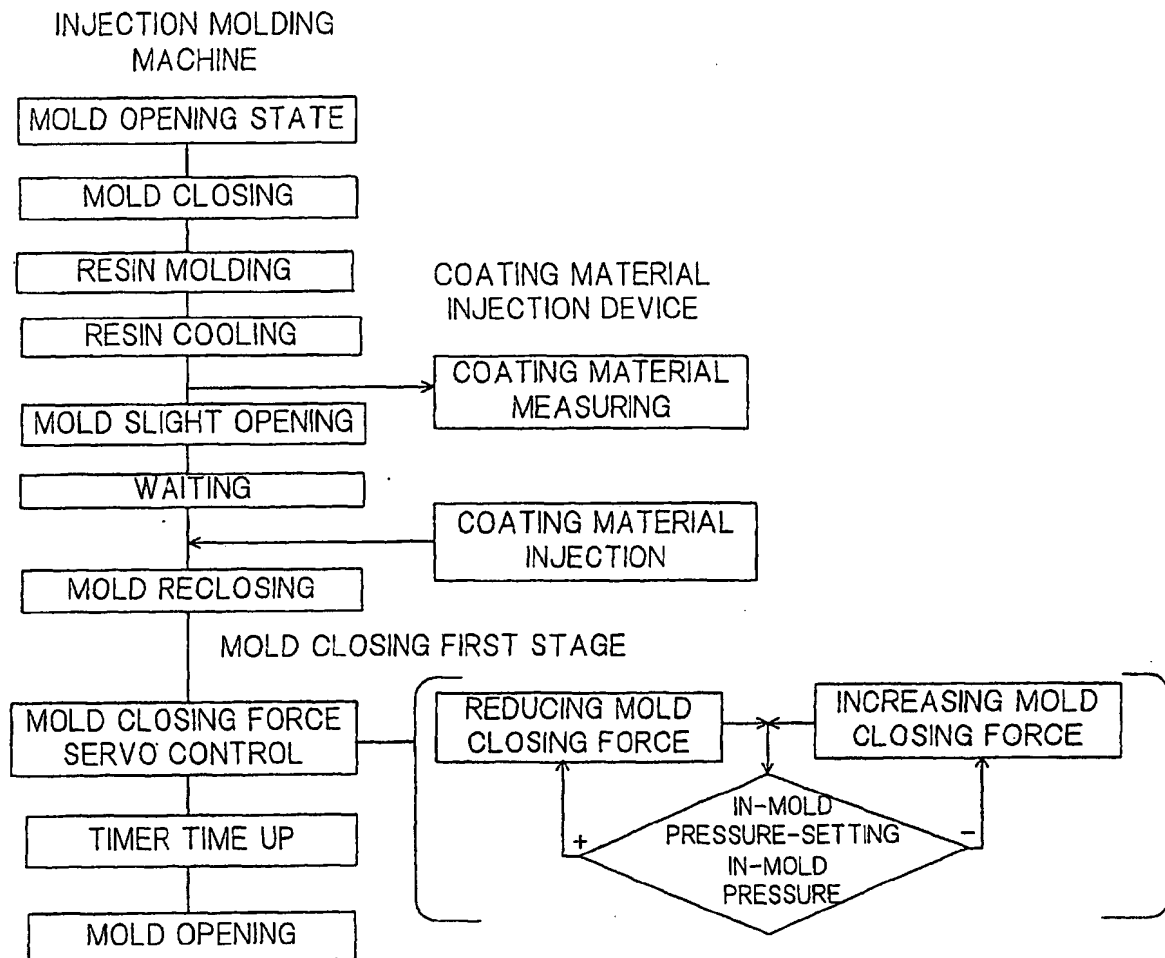 INJECTION MOLDING
MACHINE
MOLD OPENING STATE
MOLD CLOSING
RESIN MOLDING
RESIN COOLING
COATING MATERIAL
INJECTION DEVICE
COATING MATERIAL
MEASURING
MOLD SLIGHT OPENING
WAITING
COATING MATERIAL
INJECTION
MOLD RECLOSING
MOLD CLOSING FIRST STAGE
MOLD CLOSING FORCE
SERVO CONTROL
REDUCING MOLD
CLOSING FORCE
INCREASING MOLD
CLOSING FORCE
IN-MOLD
PRESSURE-SETTING
IN-MOLD
PRESSURE
+
−
TIMER TIME UP
MOLD OPENING